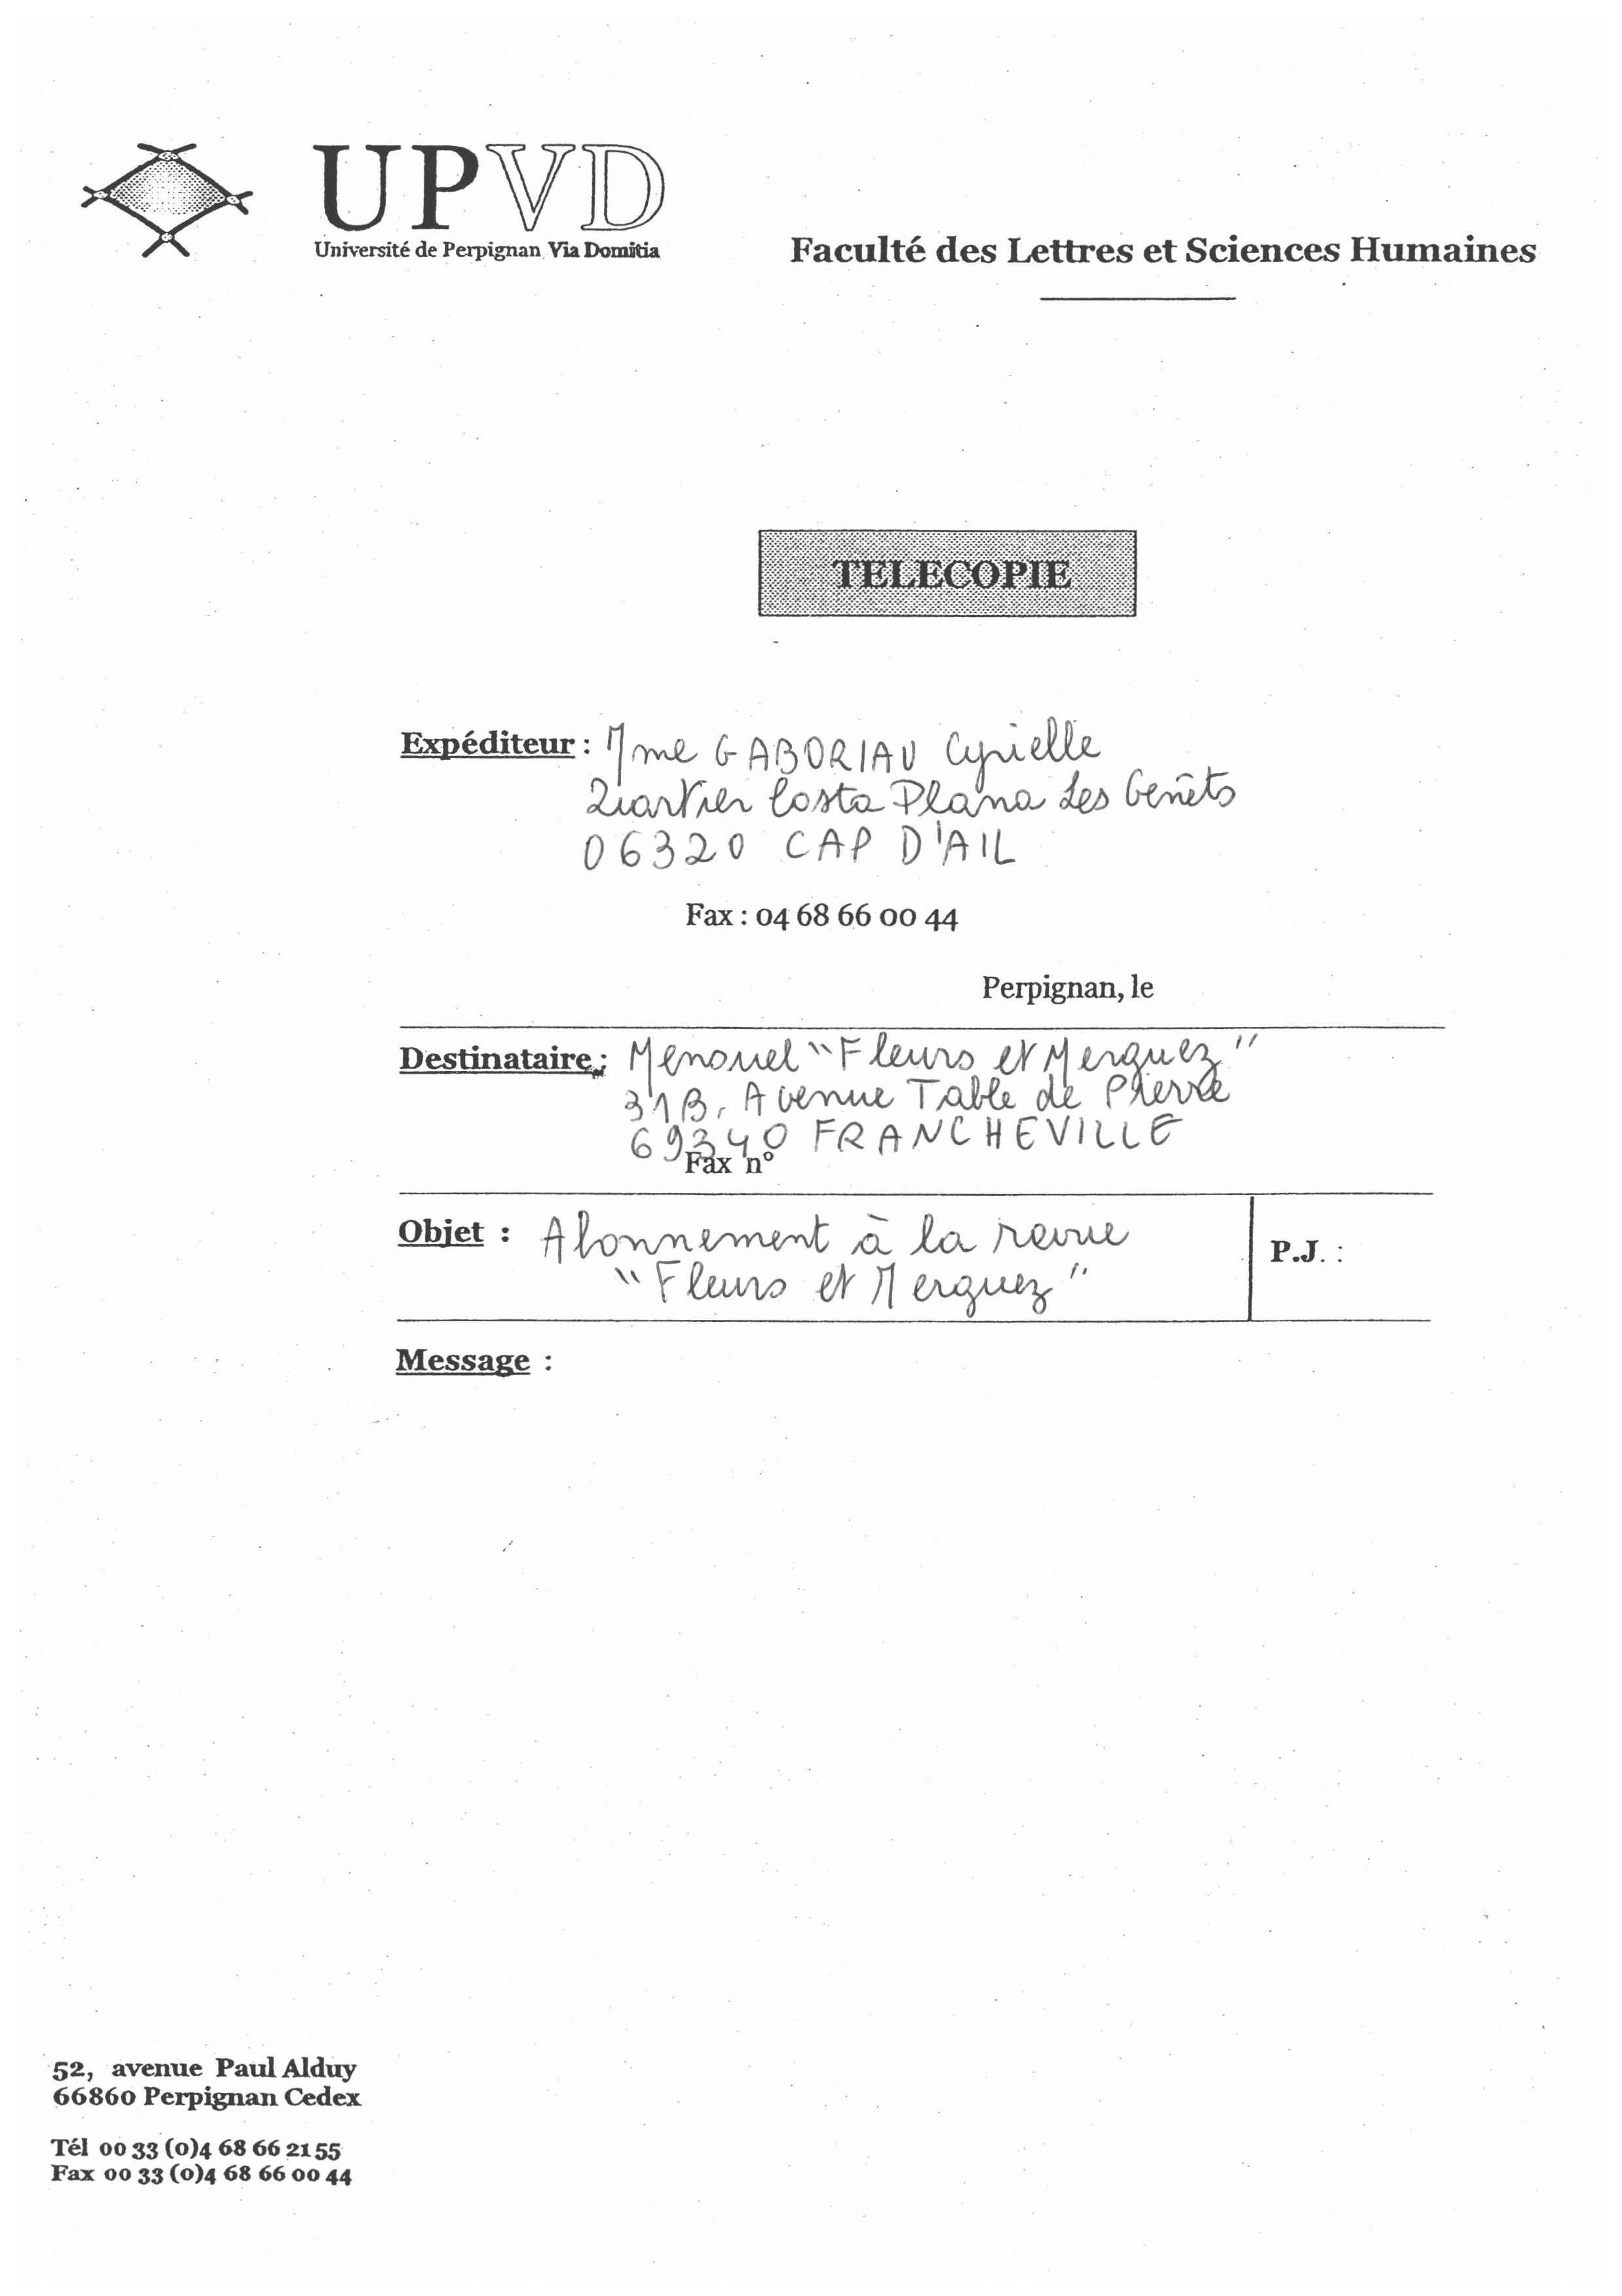 UPVD
Université de Perpignan Via Domitia
Faculté des Lettres et Sciences Humaines
TELECOPIE
Expéditeur : Mme GABORIAU Cyrielle
Quartier Costa Plana Les Genêts
06320 CAP D'AIL
Fax : 04 68 66 00 44
Perpignan, le
Destinataire : Mensuel "Fleurs et Merguez"
31B, Avenue Table de Pierre
69340 FRANCHEVILLE
Fax n°
Objet : Abonnement à la revue
"Fleurs et Merguez"
P.J. :
Message :
52, avenue Paul Alduy
66860 Perpignan Cedex
Tél 00 33 (0)4 68 66 21 55
Fax 00 33 (0)4 68 66 00 44